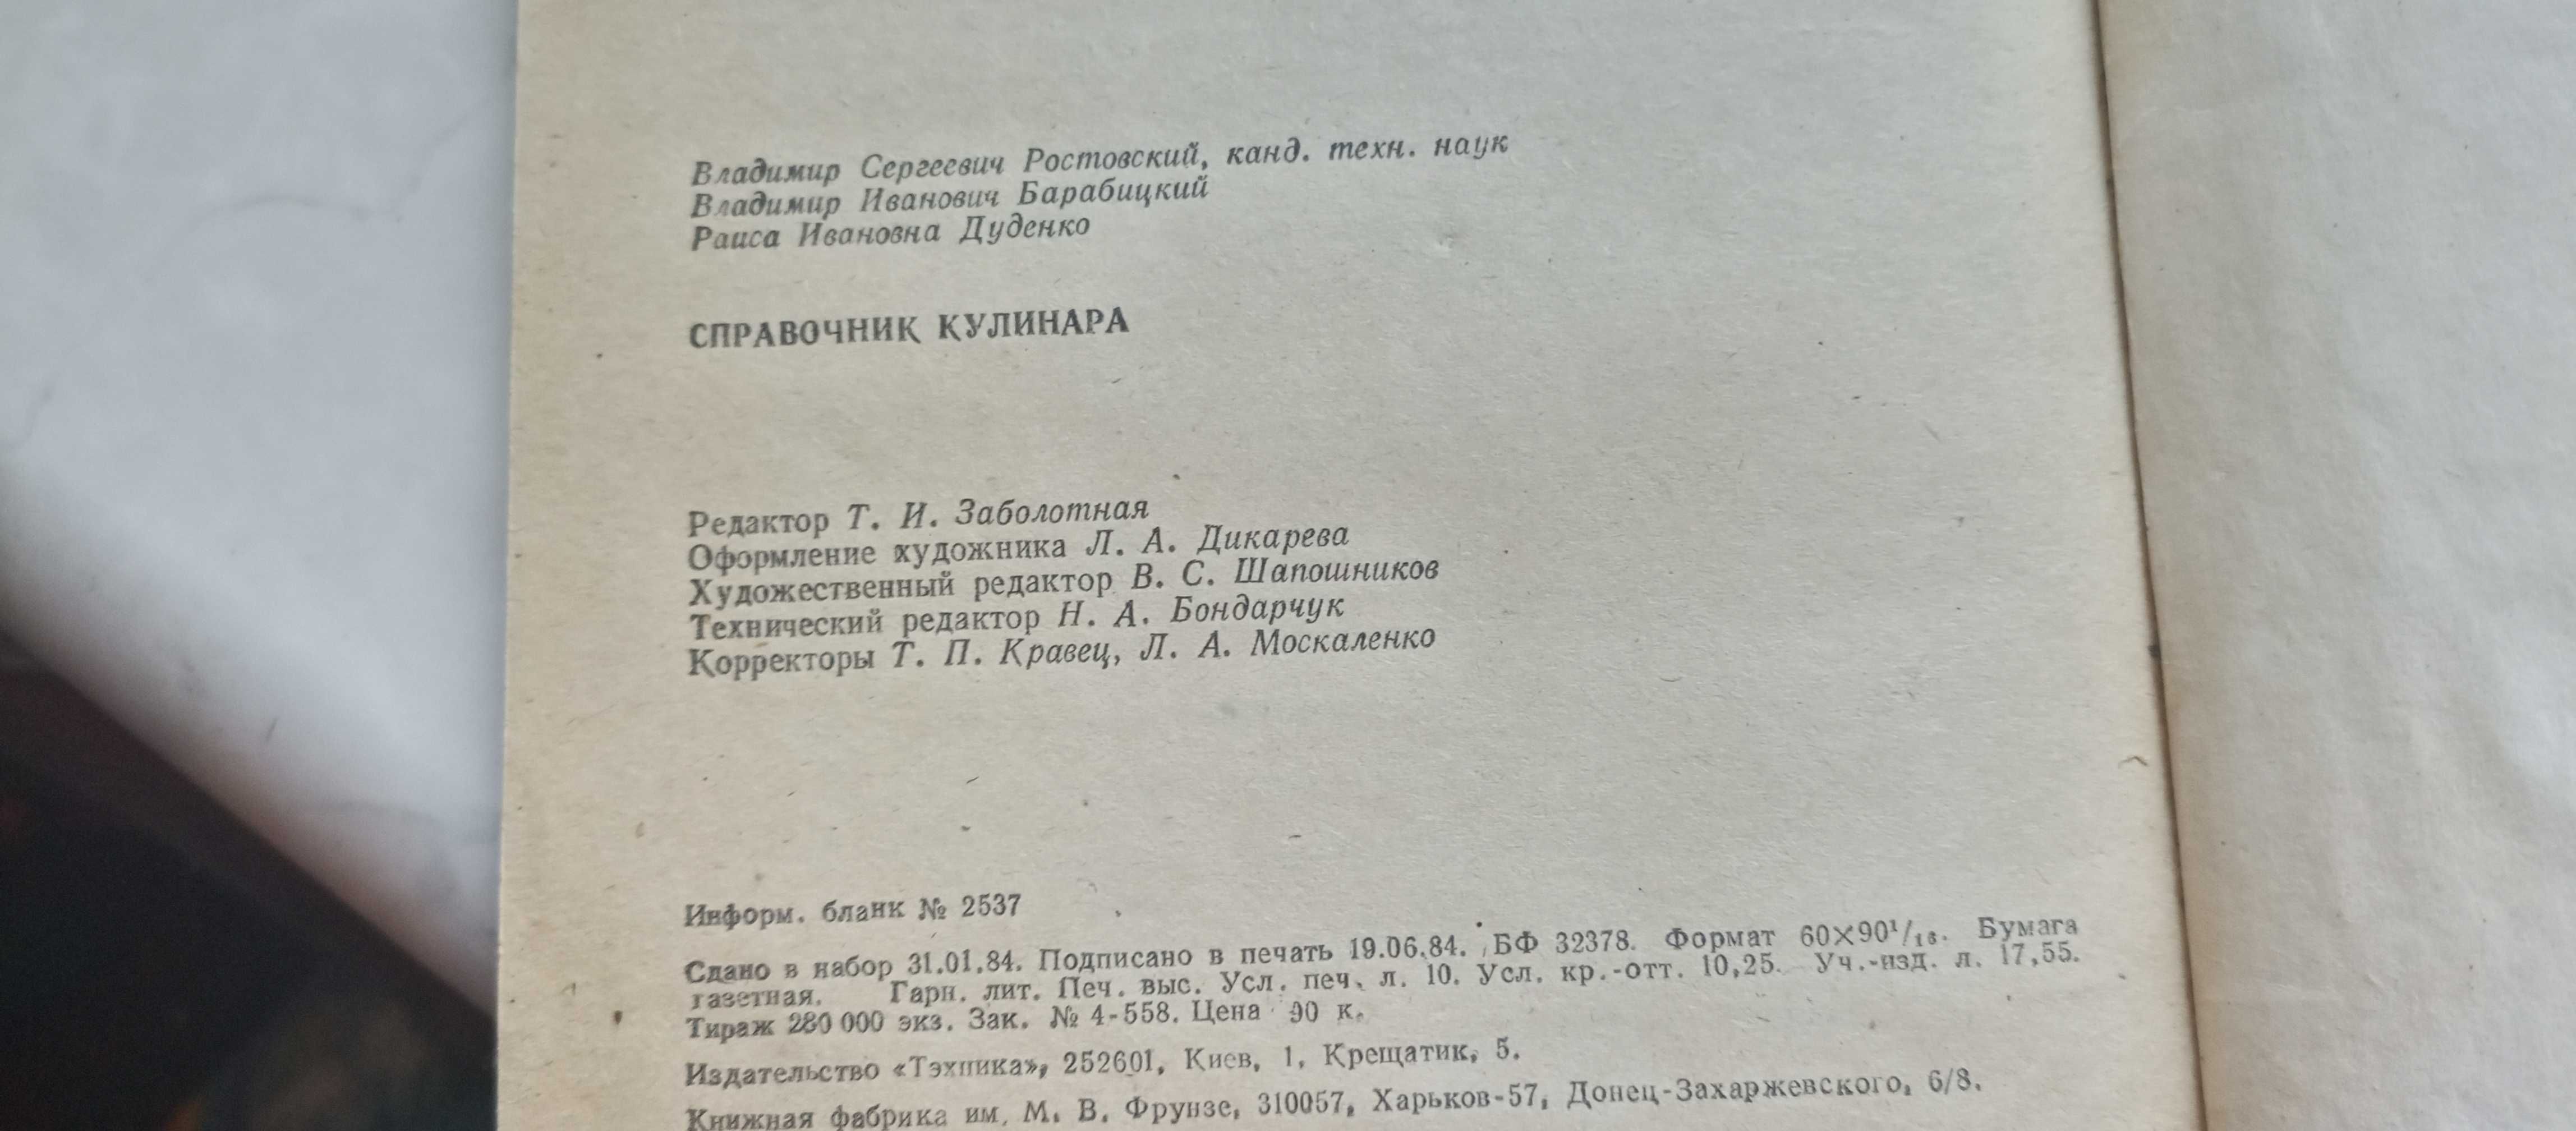 Владимир Сергеевич Ростовский, канд. техн. наук
Владимир Иванович Барабицкий
Раиса Ивановна Дуденко
СПРАВОЧНИК КУЛИНАРА
Редактор Т. И. Заболотная
Оформление художника Л. А. Дикарева
Художественный редактор В. С. Шапошников
Технический редактор Н. А. Бондарчук
Корректоры Т. П. Кравец, Л. А. Москаленко
Информ. бланк № 2537
Сдано в набор 31.01.84. Подписано в печать 19.06.84. БФ 32378. Формат 60×90¹/₁₆. Бумага
газетная. Гарн. лит. Печ. выс. Усл. печ. л. 10. Усл. кр.-отт. 10,25. Уч.-изд. л. 17,55.
Тираж 280 000 экз. Зак. № 4-558. Цена 90 к.
Издательство «Тэхника», 252601, Киев, 1, Крещатик, 5.
Книжная фабрика им. М. В. Фрунзе, 310057, Харьков-57, Донец-Захаржевского, 6/8.